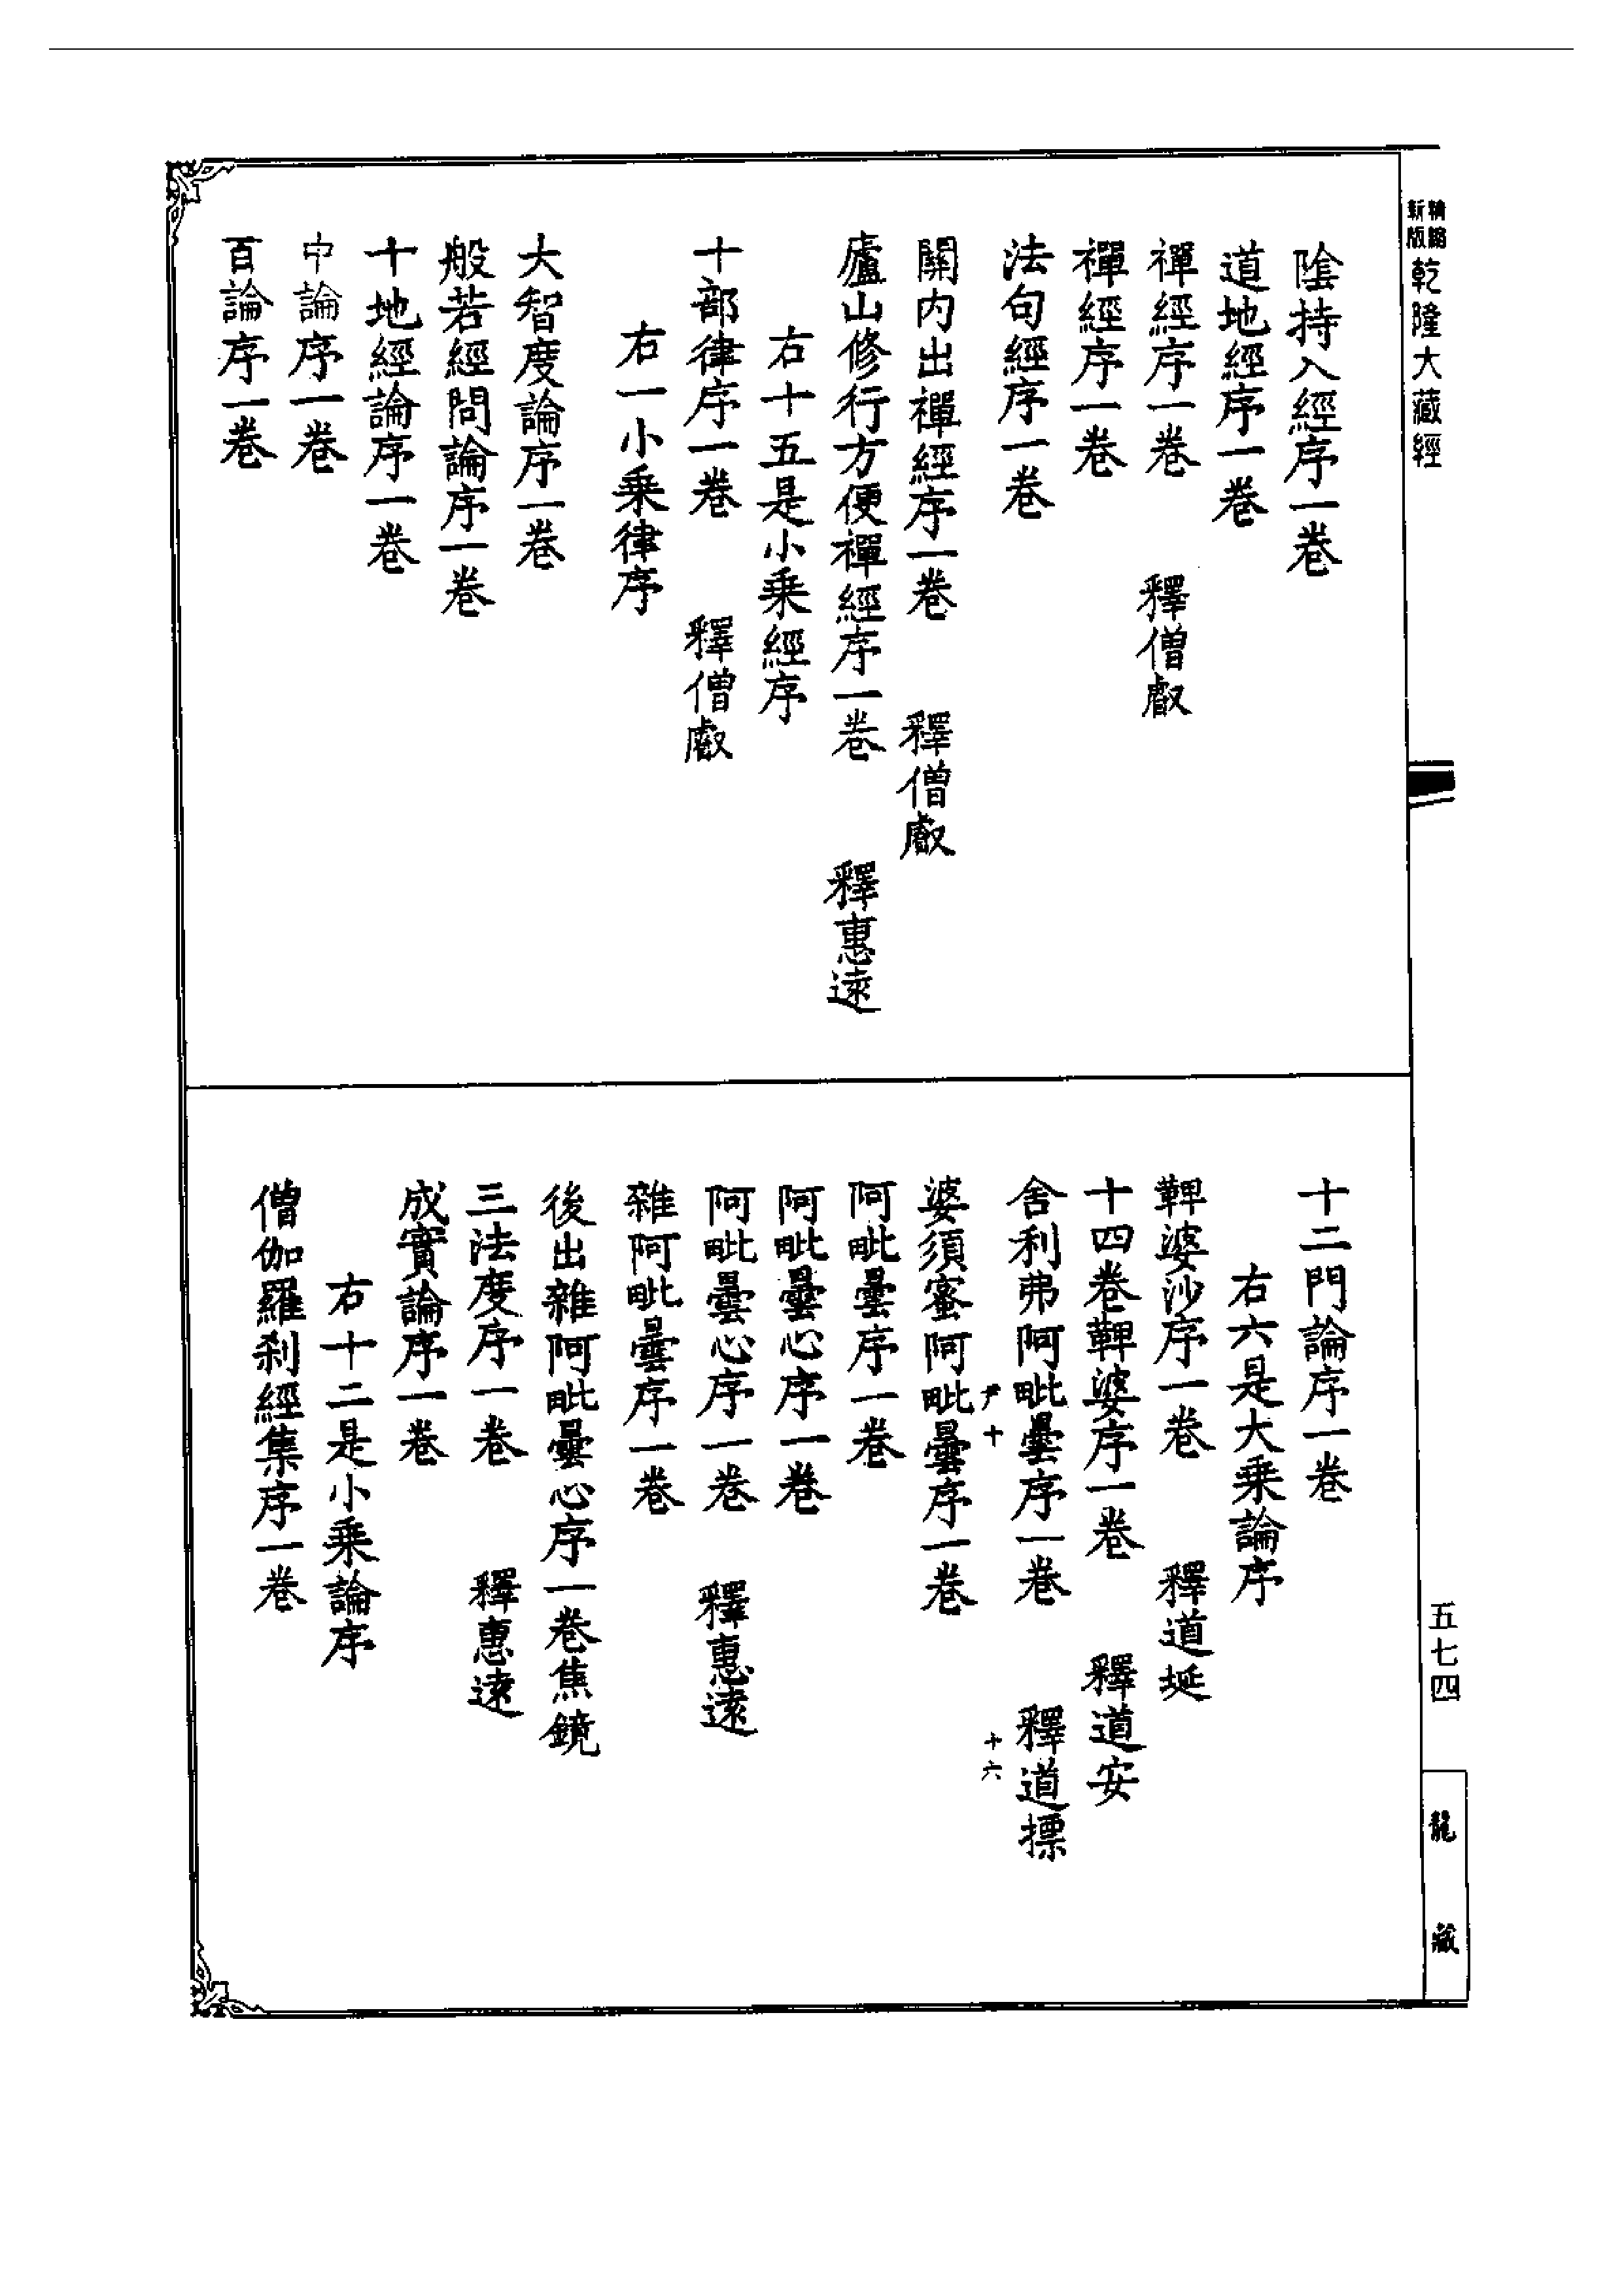 新版精縮
乾隆大藏經
陰持入經序一卷
道地經序一卷
禪經序一卷 釋僧叡
禪經序一卷
法句經序一卷
關內出禪經序一卷 釋僧叡
廬山修行方便禪經序一卷 釋惠遠
右十五是小乘經序
十部律序一卷 釋僧叡
右一小乘律序
大智度論序一卷
般若經問論序一卷
十地經論序一卷
中論序一卷
百論序一卷
十二門論序一卷
右六是大乘論序
鞞婆沙序一卷 釋道埏
十四卷鞞婆序一卷 釋道安
舍利弗阿毗曇序一卷 釋道摽
十 十六
婆須蜜阿毗曇序一卷
阿毗曇序一卷
阿毗曇心序一卷
阿毗曇心序一卷 釋惠遠
雜阿毗曇序一卷
後出雜阿毗曇心序一卷焦鏡
三法度序一卷 釋惠遠
成實論序一卷
右十二是小乘論序
僧伽羅剎經集序一卷
五七四
龍藏